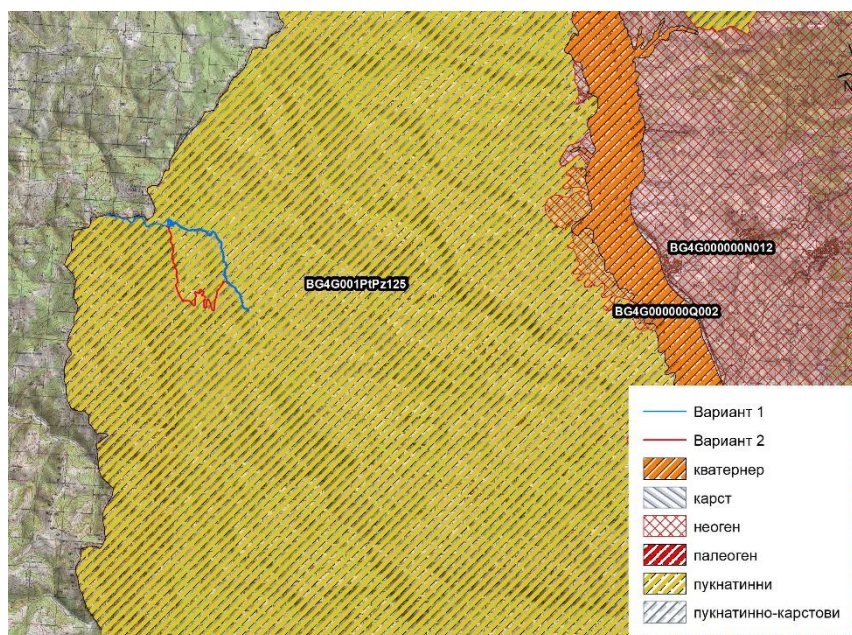 BG4G000000N012
BG4G001PtPz125
BG4G000000Q002
Вариант 1
Вариант 2
кватернер
карст
неоген
палеоген
пукнатинни
пукнатинно-карстови